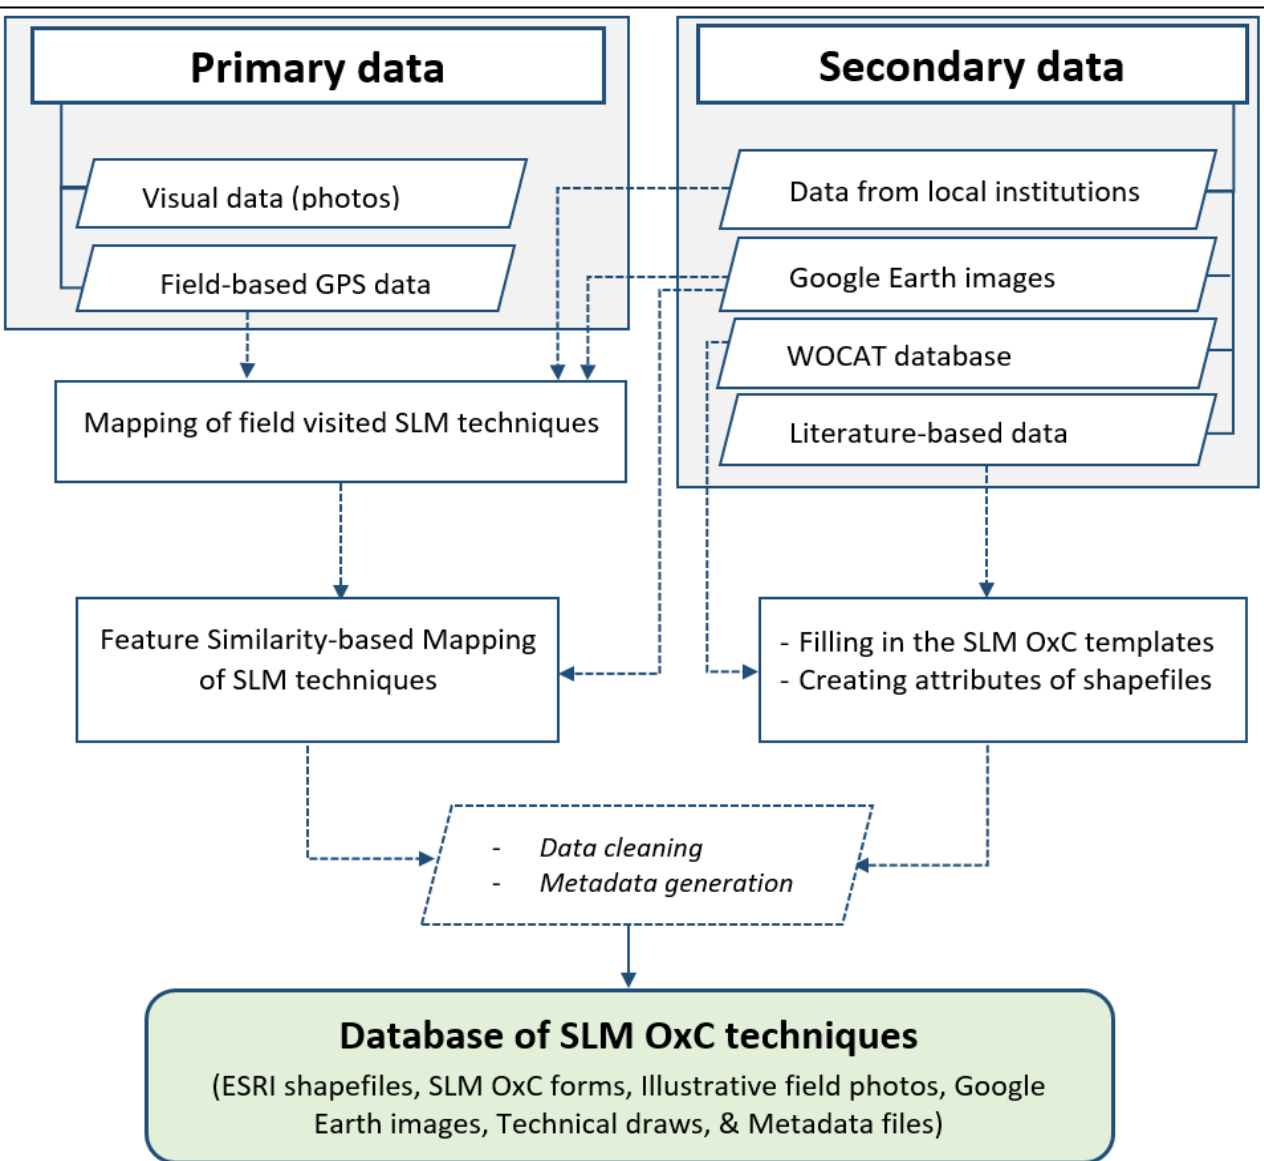 Primary data
Visual data (photos)
Field-based GPS data
Secondary data
Data from local institutions
Google Earth images
WOCAT database
Literature-based data
Mapping of field visited SLM techniques
Feature Similarity-based Mapping
of SLM techniques
- Filling in the SLM OxC templates
- Creating attributes of shapefiles
- Data cleaning
- Metadata generation
Database of SLM OxC techniques
(ESRI shapefiles, SLM OxC forms, Illustrative field photos, Google
Earth images, Technical draws, & Metadata files)